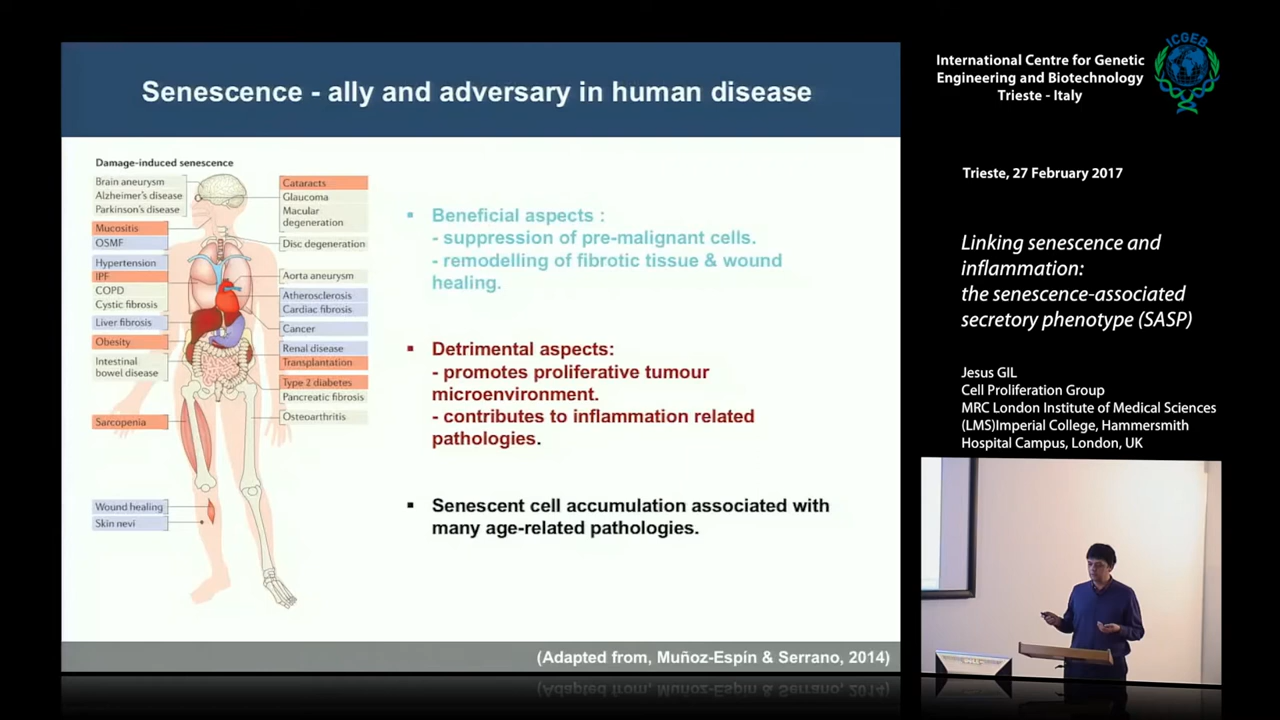 Senescence - ally and adversary in human disease
Damage-induced senescence
Brain aneurysm
Alzheimer's disease
Parkinson's disease
Mucositis
OSMF
Hypertension
IPF
COPD
Cystic fibrosis
Liver fibrosis
Obesity
Intestinal
bowel disease
Sarcopenia
Wound healing
Skin nevi
Cataracts
Glaucoma
Macular
degeneration
Disc degeneration
Aorta aneurysm
Atherosclerosis
Cardiac fibrosis
Cancer
Renal disease
Transplantation
Type 2 diabetes
Pancreatic fibrosis
Osteoarthritis
▪ Beneficial aspects :
- suppression of pre-malignant cells.
- remodelling of fibrotic tissue & wound
healing.
▪ Detrimental aspects:
- promotes proliferative tumour
microenvironment.
- contributes to inflammation related
pathologies.
▪ Senescent cell accumulation associated with
many age-related pathologies.
(Adapted from, Muñoz-Espín & Serrano, 2014)
International Centre for Genetic
Engineering and Biotechnology
Trieste - Italy
ICGEB
Trieste, 27 February 2017
Linking senescence and
inflammation:
the senescence-associated
secretory phenotype (SASP)
Jesus GIL
Cell Proliferation Group
MRC London Institute of Medical Sciences
(LMS)Imperial College, Hammersmith
Hospital Campus, London, UK
DELL